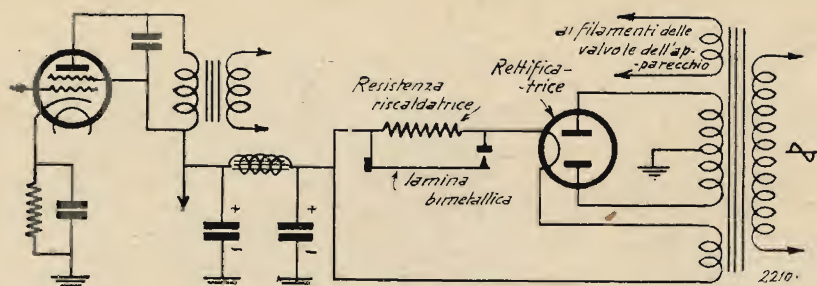 ai filamenti delle
valvole dell'ap-
-parecchio
Rettifica-
-trice
Resistenza
riscaldatrice
lamina
bimetallica
+
+
2210.